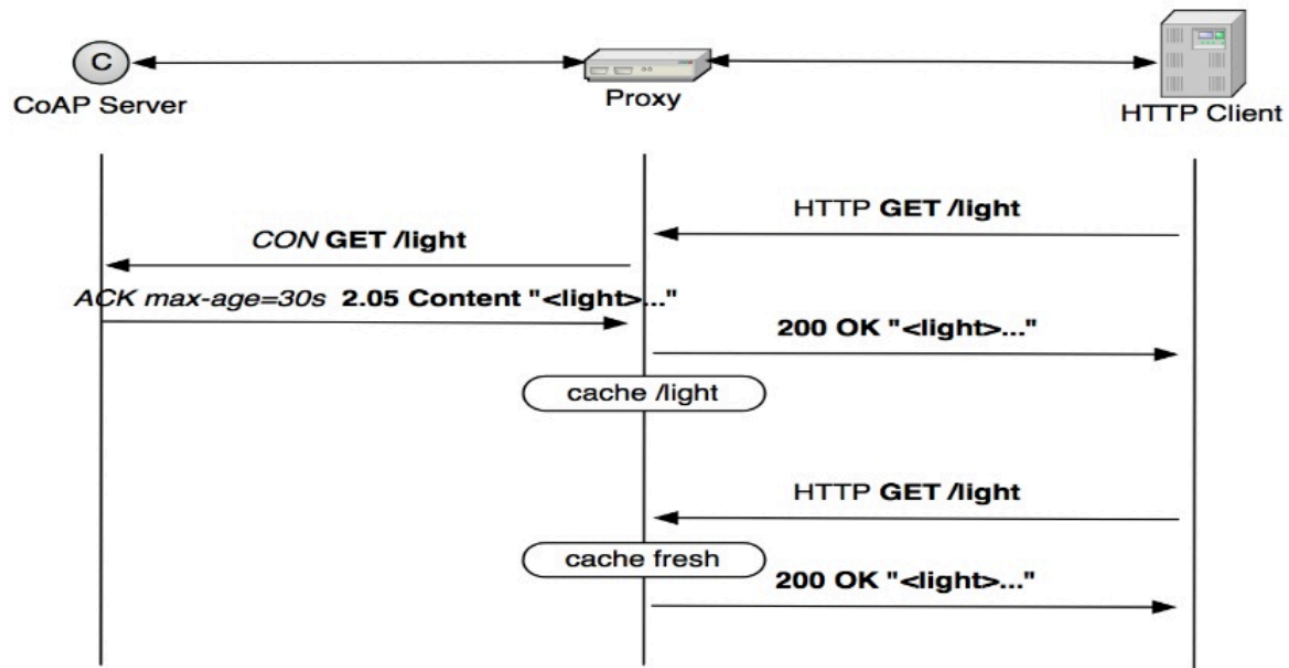 C
CoAP Server
Proxy
HTTP Client
HTTP GET /light
CON GET /light
ACK max-age=30s 2.05 Content "<light>..."
200 OK "<light>..."
cache /light
HTTP GET /light
cache fresh
200 OK "<light>..."